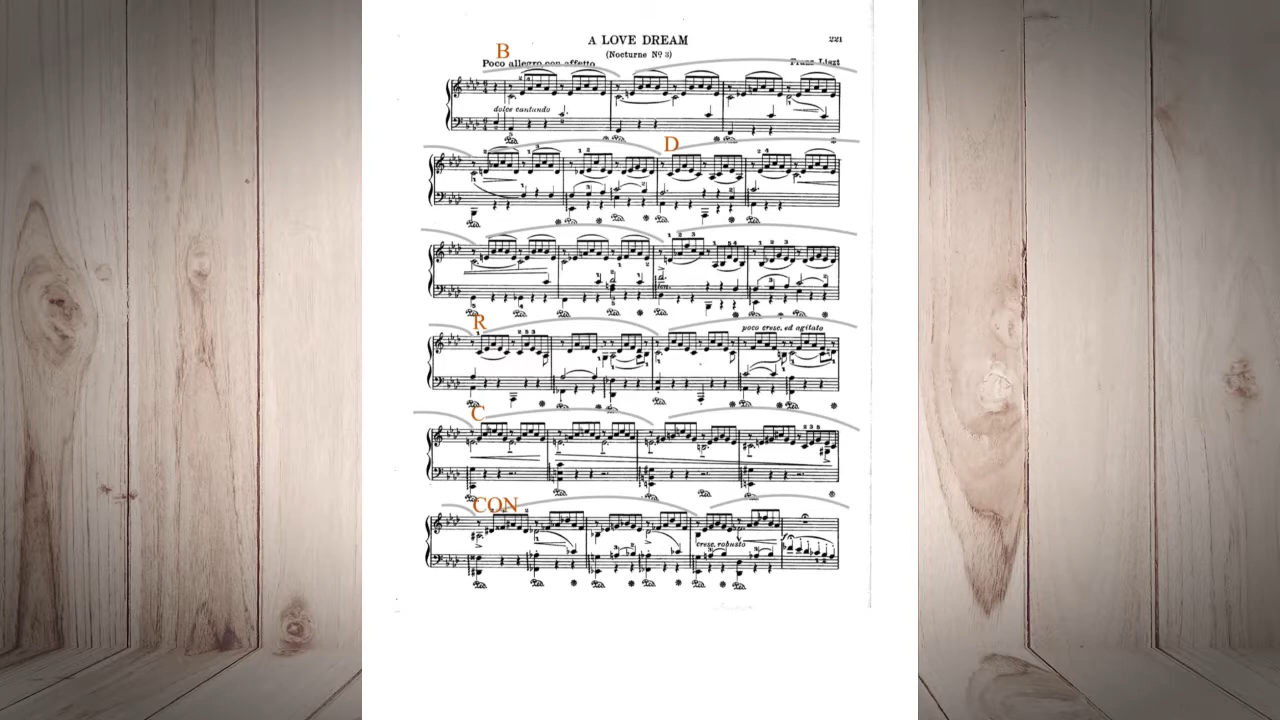 A LOVE DREAM
221
B
(Nocturne Nº 3)
Poco allegro con affetto
Franz Liszt
dolce cantando
D
R
poco cresc. ed agitato
C
CON
cresc. robusto